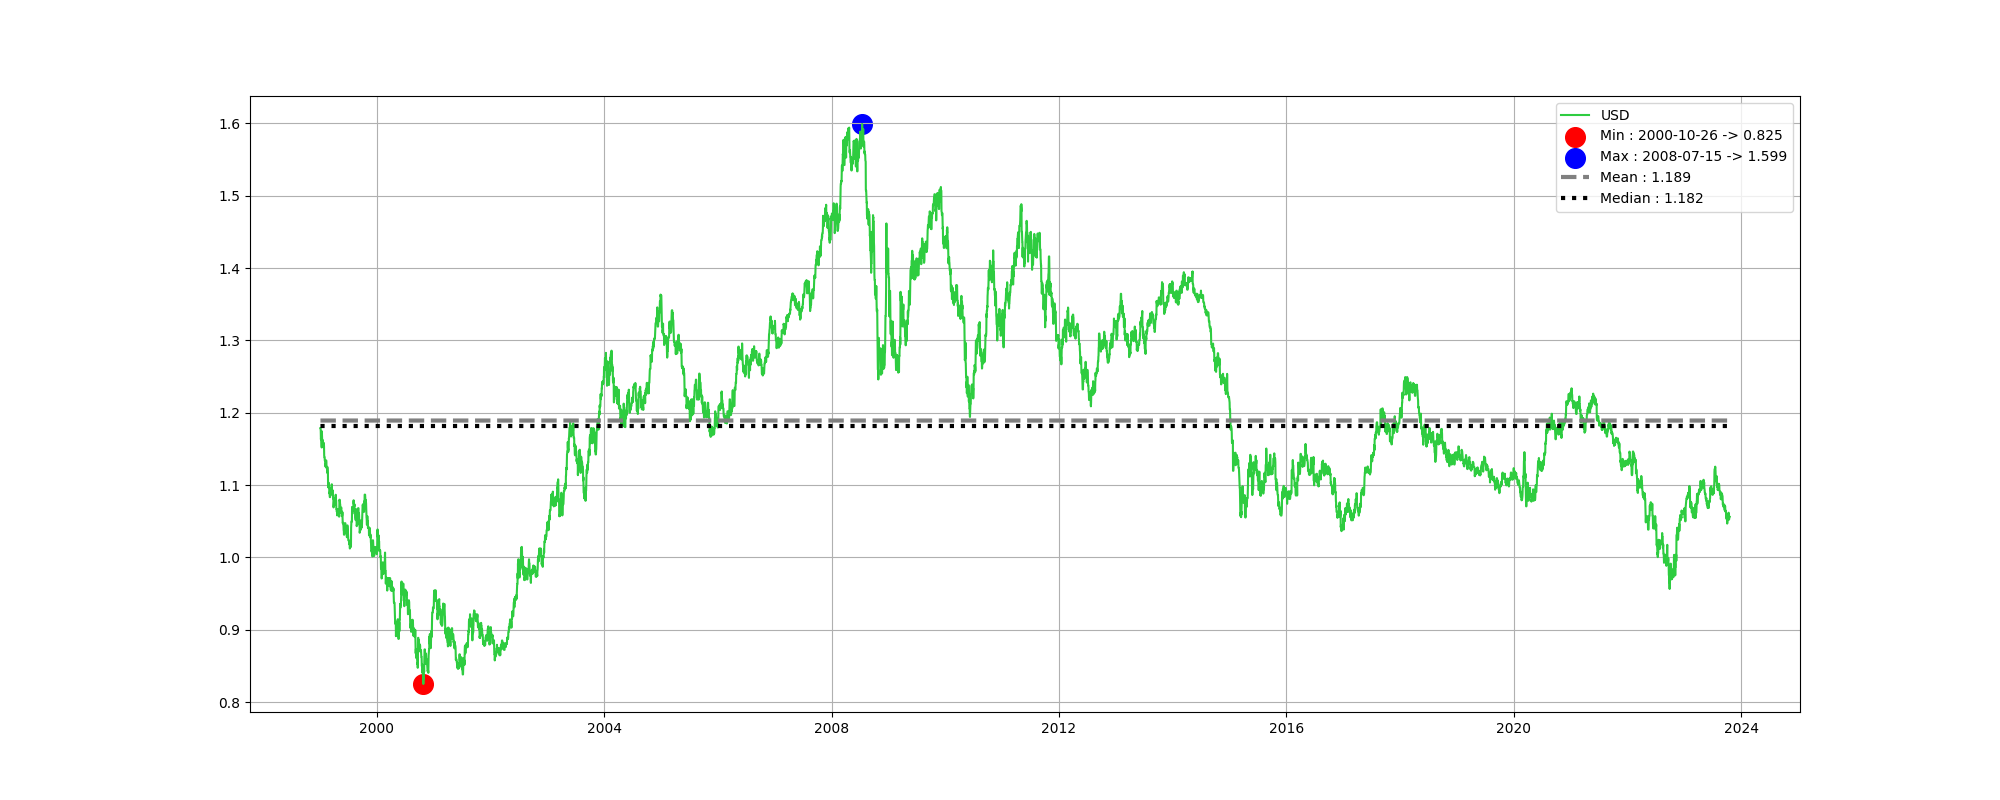 USD
Min : 2000-10-26 -> 0.825
Max : 2008-07-15 -> 1.599
Mean : 1.189
Median : 1.182
1.6
1.5
1.4
1.3
1.2
1.1
1.0
0.9
0.8
2000 2004 2008 2012 2016 2020 2024